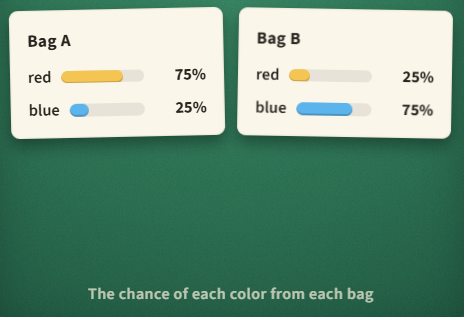 Bag A
red 75%
blue 25%
Bag B
red 25%
blue 75%
The chance of each color from each bag